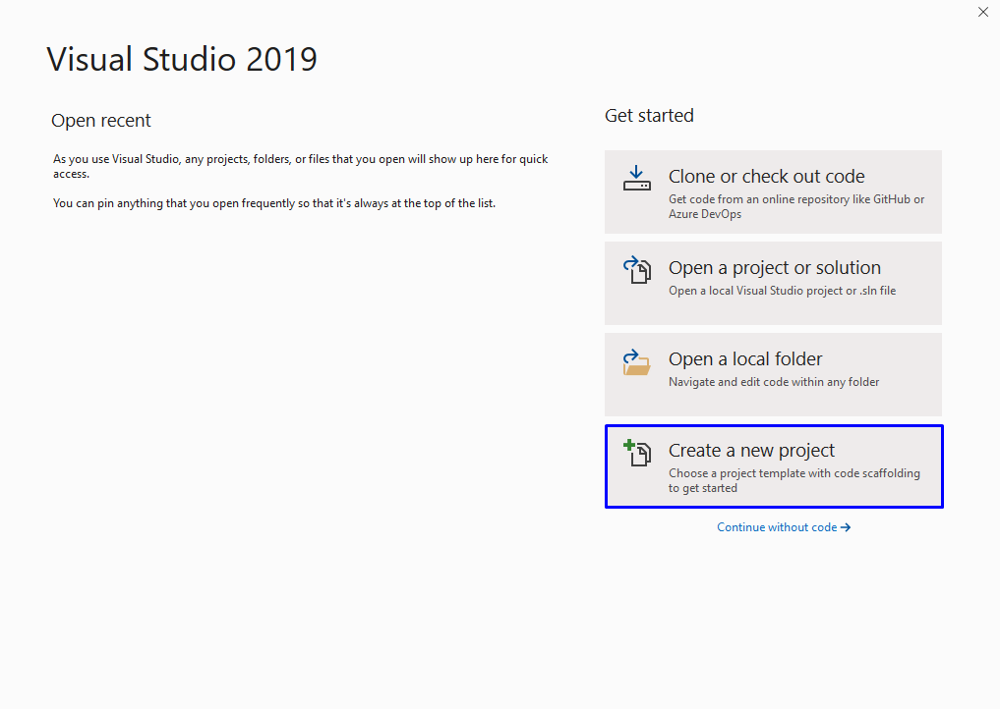 Visual Studio 2019
Open recent
As you use Visual Studio, any projects, folders, or files that you open will show up here for quick
access.
You can pin anything that you open frequently so that it's always at the top of the list.
Get started
Clone or check out code
Get code from an online repository like GitHub or
Azure DevOps
Open a project or solution
Open a local Visual Studio project or .sln file
Open a local folder
Navigate and edit code within any folder
Create a new project
Choose a project template with code scaffolding
to get started
Continue without code →